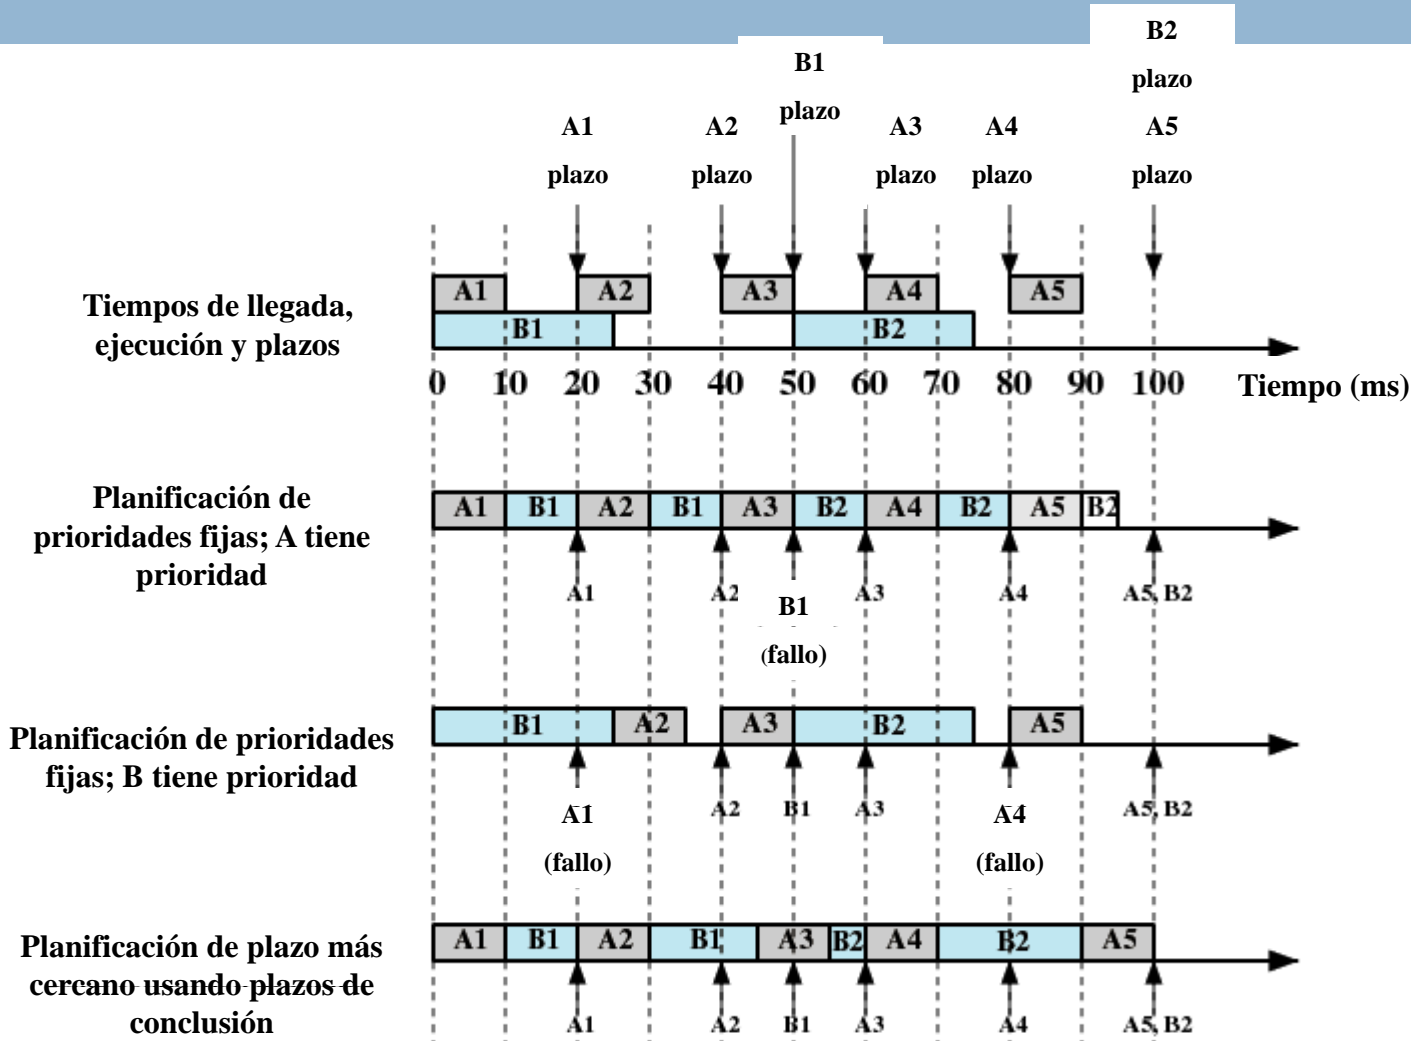 B2
plazo
B1
plazo
A1
plazo
A2
plazo
A3
plazo
A4
plazo
A5
plazo
Tiempos de llegada,
ejecución y plazos
A1 A2 A3 A4 A5
B1 B2
0 10 20 30 40 50 60 70 80 90 100 Tiempo (ms)
Planificación de
prioridades fijas; A tiene
prioridad
A1 B1 A2 B1 A3 B2 A4 B2 A5 B2
A1 A2 B1 A3 A4 A5, B2
(fallo)
Planificación de prioridades
fijas; B tiene prioridad
B1 A2 A3 B2 A5
A1 A2 B1 A3 A4 A5, B2
(fallo) (fallo)
Planificación de plazo más
cercano usando plazos de
conclusión
A1 B1 A2 B1 A3 B2 A4 B2 A5
A1 A2 B1 A3 A4 A5, B2